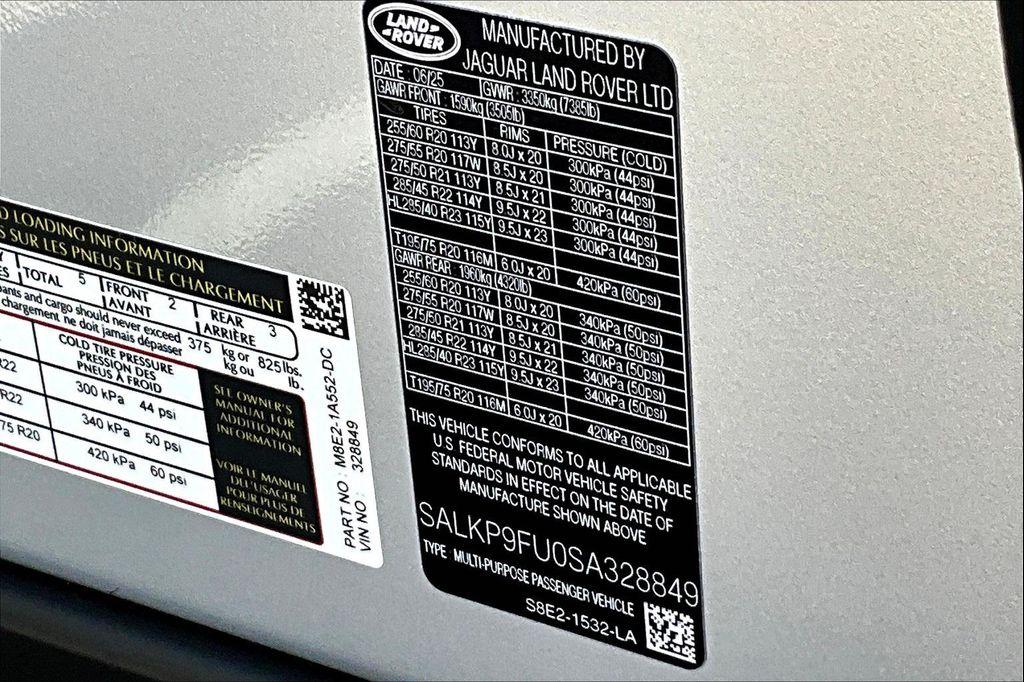 LAND ROVER
MANUFACTURED BY
JAGUAR LAND ROVER LTD
DATE : 06/25 GVWR : 3350kg (7385lb)
GAWR FRONT : 1590kg (3505lb)
TIRES RIMS PRESSURE (COLD)
255/60 R20 113Y 8.0J x 20 300kPa (44psi)
275/55 R20 117W 8.5J x 20 300kPa (44psi)
275/50 R21 113Y 8.5J x 21 300kPa (44psi)
285/45 R22 114Y 9.5J x 22 300kPa (44psi)
HL285/40 R23 115Y 9.5J x 23 300kPa (44psi)
T195/75 R20 116M 6.0J x 20 420kPa (60psi)
GAWR REAR : 1960kg (4320lb)
255/60 R20 113Y 8.0J x 20 340kPa (50psi)
275/55 R20 117W 8.5J x 20 340kPa (50psi)
275/50 R21 113Y 8.5J x 21 340kPa (50psi)
285/45 R22 114Y 9.5J x 22 340kPa (50psi)
HL285/40 R23 115Y 9.5J x 23 340kPa (50psi)
T195/75 R20 116M 6.0J x 20 420kPa (60psi)
THIS VEHICLE CONFORMS TO ALL APPLICABLE
U.S. FEDERAL MOTOR VEHICLE SAFETY
STANDARDS IN EFFECT ON THE DATE OF
MANUFACTURE SHOWN ABOVE
SALKP9FU0SA328849
TYPE MULTI-PURPOSE PASSENGER VEHICLE
S8E2-1532-LA
LOADING INFORMATION
SUR LES PNEUS ET LE CHARGEMENT
TOTAL 5 FRONT 2 REAR 3
AVANT ARRIÈRE
and cargo should never exceed 375 kg or 825 lbs.
chargement ne doit jamais dépasser kg ou lb.
COLD TIRE PRESSURE
PRESSION DES
PNEUS À FROID
R22 300 kPa 44 psi
R22 340 kPa 50 psi
75 R20 420 kPa 60 psi
SEE OWNER'S
MANUAL FOR
ADDITIONAL
INFORMATION
VOIR LE MANUEL
DE L'USAGER
POUR PLUS DE
RENSEIGNEMENTS
PART NO : M8E2-1A552-DC
VIN NO : 328849